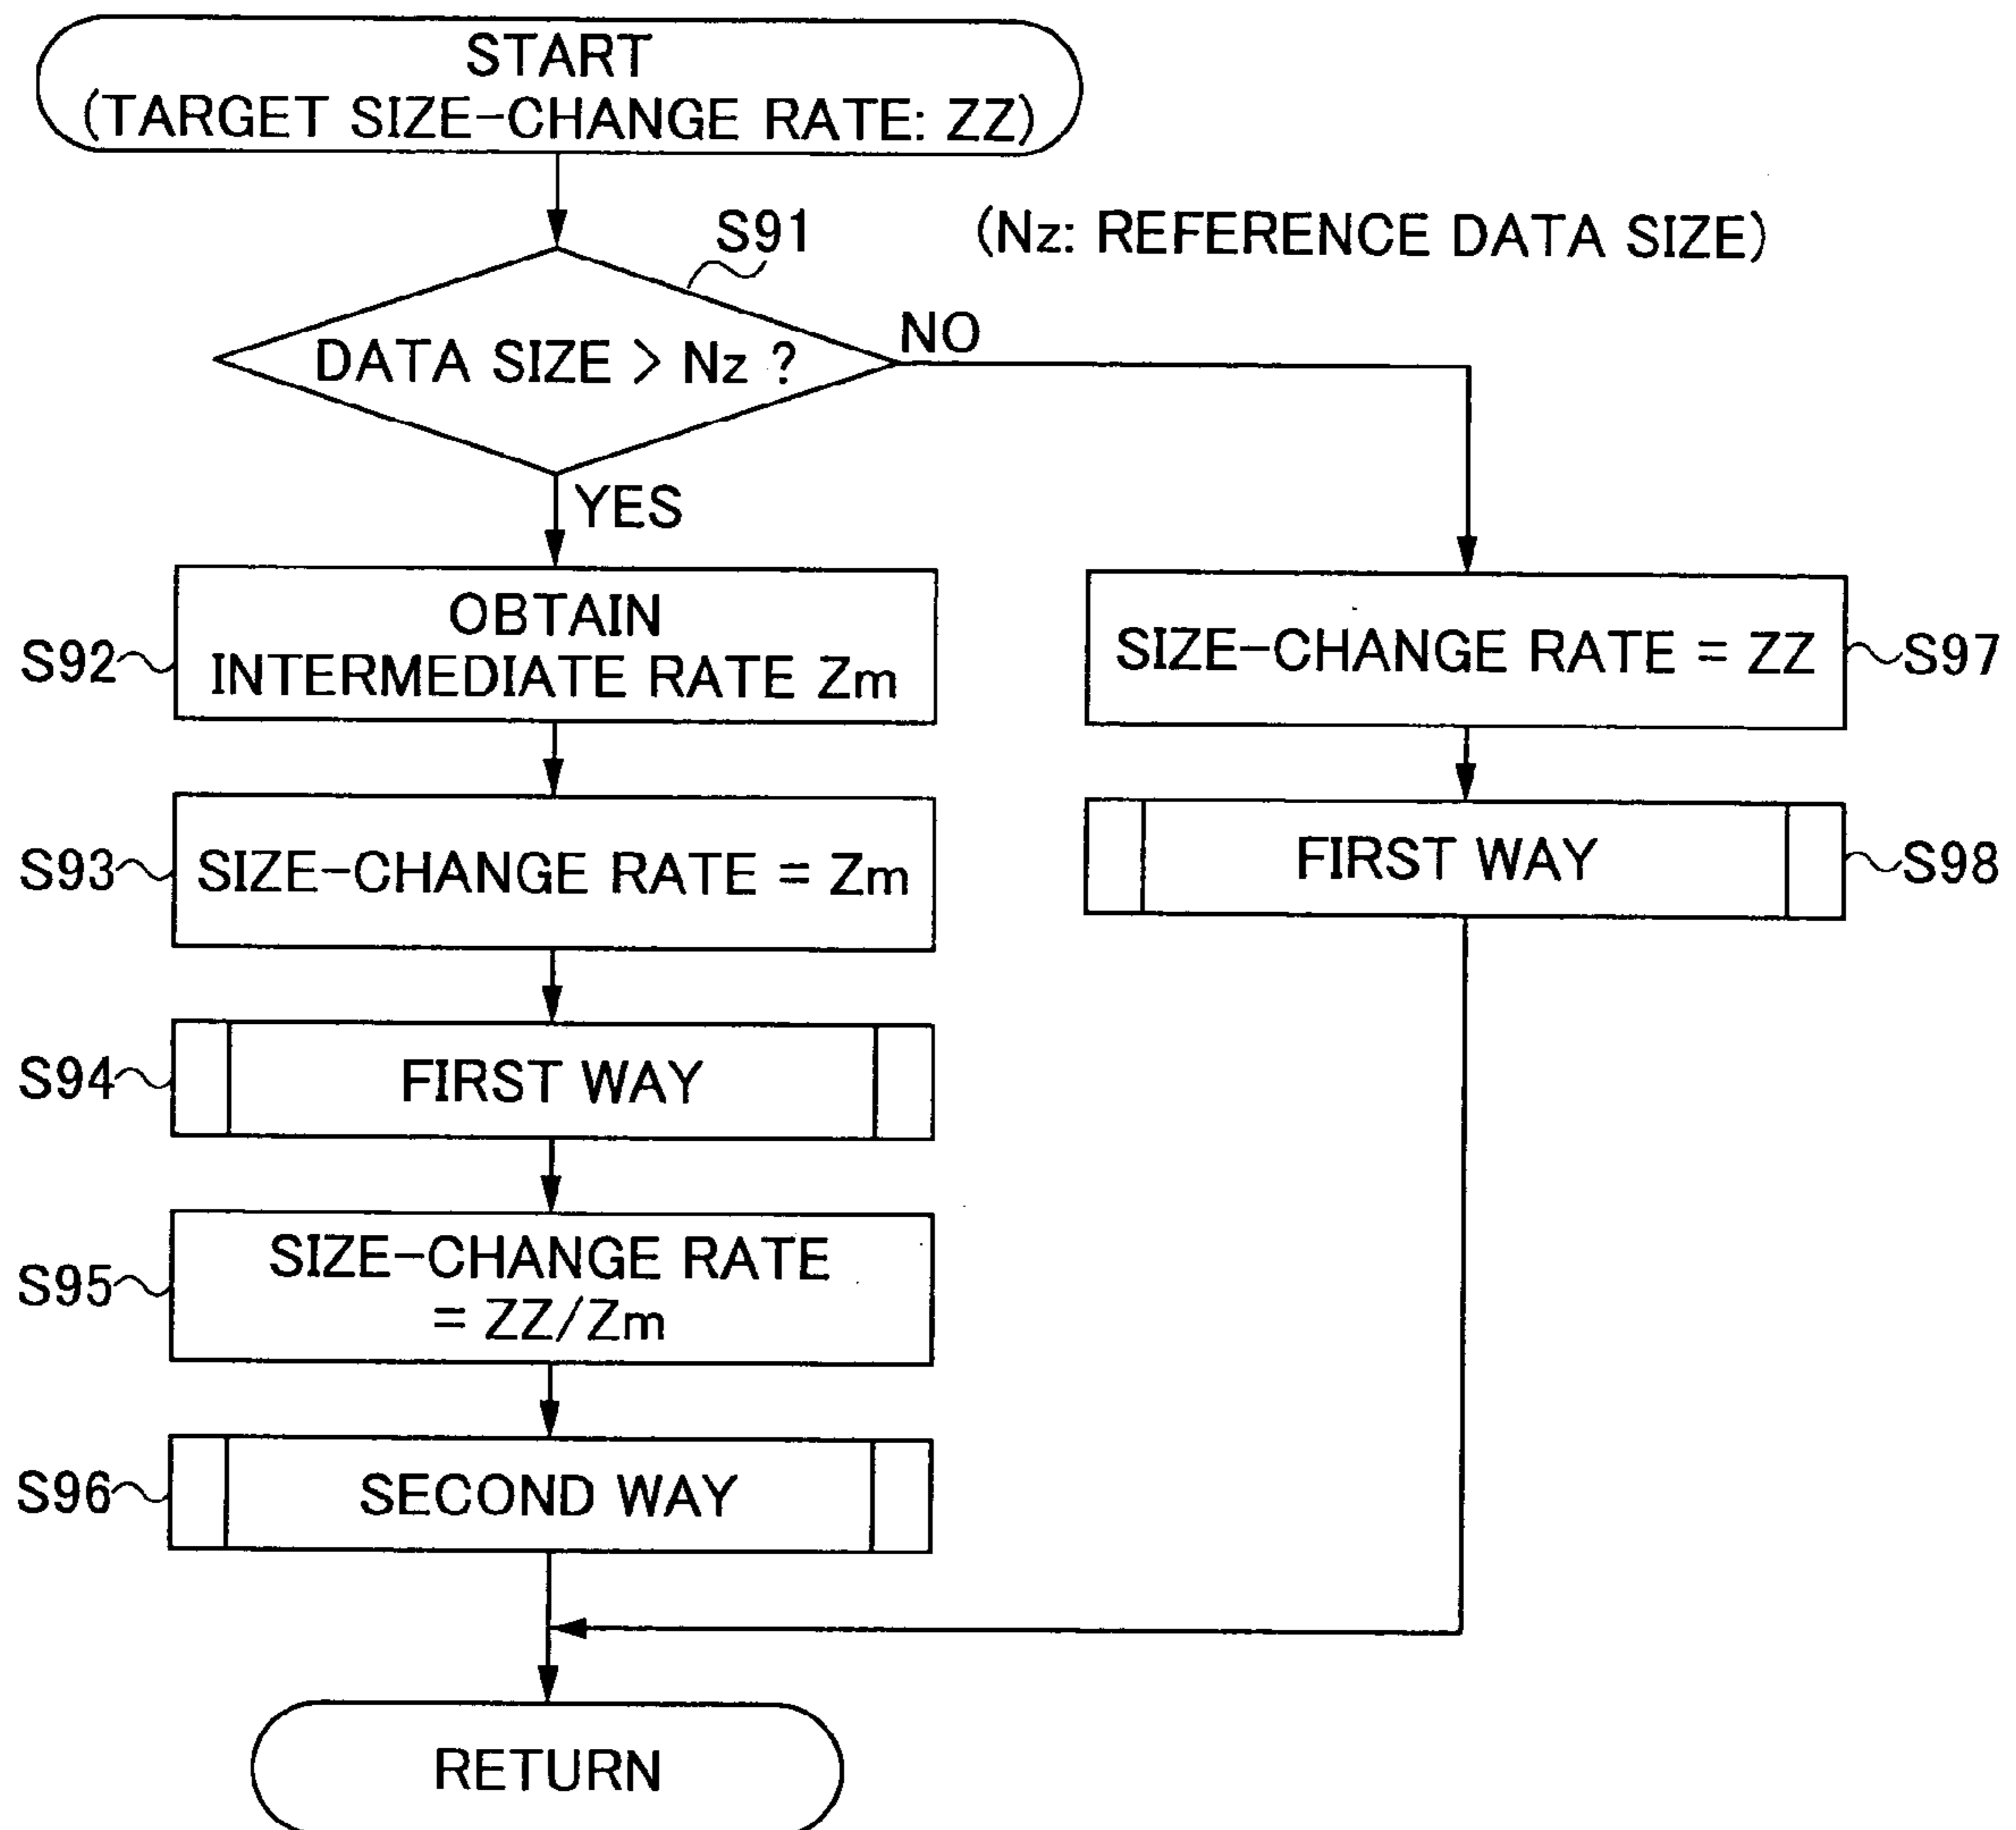 START
(TARGET SIZE-CHANGE RATE: ZZ)
S91
(Nz: REFERENCE DATA SIZE)
DATA SIZE > Nz ?
NO
YES
S92
OBTAIN
INTERMEDIATE RATE Zm
SIZE-CHANGE RATE = ZZ
S97
S93
SIZE-CHANGE RATE = Zm
FIRST WAY
S98
S94
FIRST WAY
S95
SIZE-CHANGE RATE
= ZZ/Zm
S96
SECOND WAY
RETURN